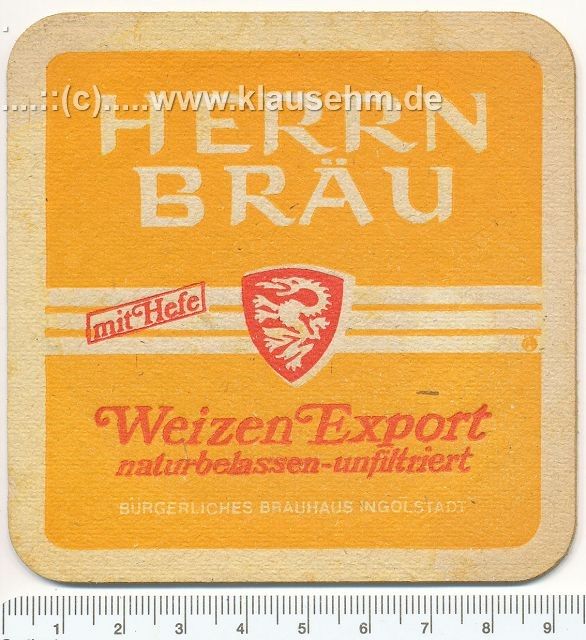 ....::(c).....www.klausehm.de
HERRN
BRÄU
mit Hefe
Weizen Export
naturbelassen-unfiltriert
BÜRGERLICHES BRÄUHAUS INGOLSTADT
1 2 3 4 5 6 7 8 9